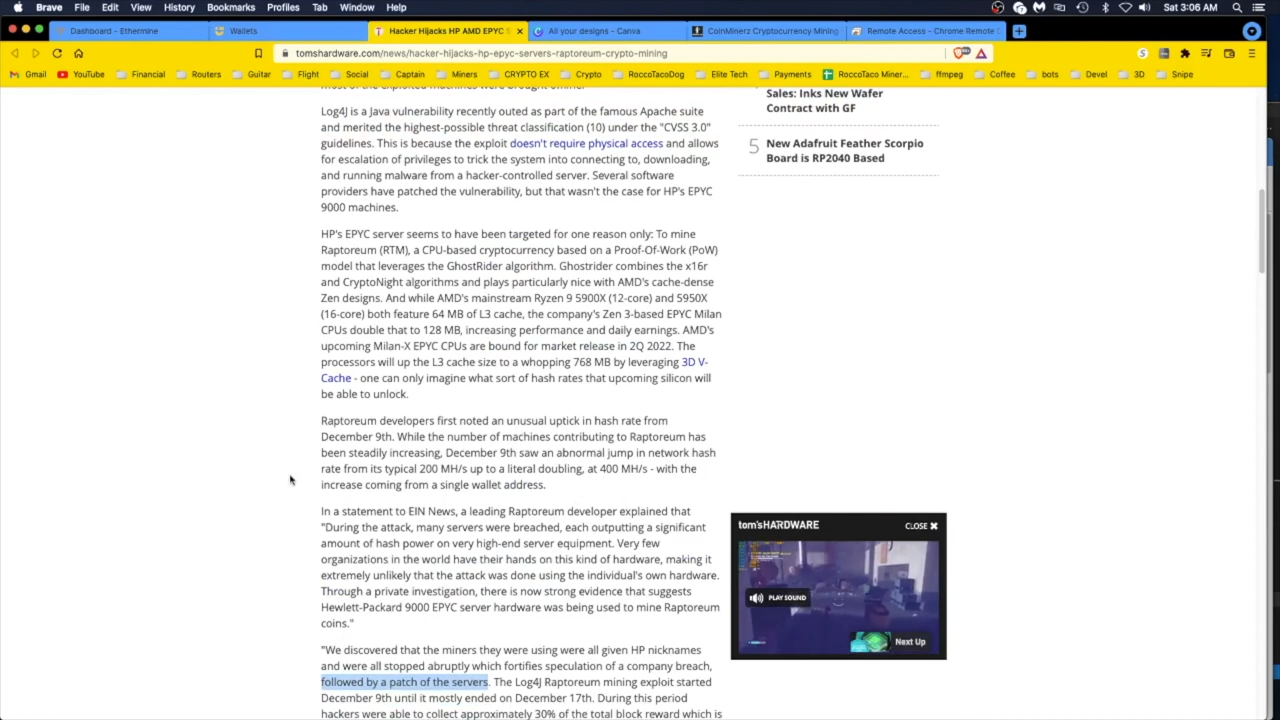 Brave File Edit View History Bookmarks Profiles Tab Window Help
Sat 3:06 AM
Dashboard - Ethermine
Wallets
Hacker Hijacks HP AMD EPYC S
All your designs - Canva
CoinMinerz Cryptocurrency Mining
Remote Access - Chrome Remote
tomshardware.com/news/hacker-hijacks-hp-epyc-servers-raptoreum-crypto-mining
Gmail YouTube Financial Routers Guitar Flight Social Captain Miners CRYPTO EX Crypto RoccoTacoDog Elite Tech Payments RoccoTaco Miner... ffmpeg Coffee bots Devel 3D Snipe
most of the exploited machines were brought offline.
Log4J is a Java vulnerability recently outed as part of the famous Apache suite
and merited the highest-possible threat classification (10) under the "CVSS 3.0"
guidelines. This is because the exploit doesn't require physical access and allows
for escalation of privileges to trick the system into connecting to, downloading,
and running malware from a hacker-controlled server. Several software
providers have patched the vulnerability, but that wasn't the case for HP's EPYC
9000 machines.
HP's EPYC server seems to have been targeted for one reason only: To mine
Raptoreum (RTM), a CPU-based cryptocurrency based on a Proof-Of-Work (PoW)
model that leverages the GhostRider algorithm. Ghostrider combines the x16r
and CryptoNight algorithms and plays particularly nice with AMD's cache-dense
Zen designs. And while AMD's mainstream Ryzen 9 5900X (12-core) and 5950X
(16-core) both feature 64 MB of L3 cache, the company's Zen 3-based EPYC Milan
CPUs double that to 128 MB, increasing performance and daily earnings. AMD's
upcoming Milan-X EPYC CPUs are bound for market release in 2Q 2022. The
processors will up the L3 cache size to a whopping 768 MB by leveraging 3D V-
Cache - one can only imagine what sort of hash rates that upcoming silicon will
be able to unlock.
Raptoreum developers first noted an unusual uptick in hash rate from
December 9th. While the number of machines contributing to Raptoreum has
been steadily increasing, December 9th saw an abnormal jump in network hash
rate from its typical 200 MH/s up to a literal doubling, at 400 MH/s - with the
increase coming from a single wallet address.
In a statement to EIN News, a leading Raptoreum developer explained that
"During the attack, many servers were breached, each outputting a significant
amount of hash power on very high-end server equipment. Very few
organizations in the world have their hands on this kind of hardware, making it
extremely unlikely that the attack was done using the individual's own hardware.
Through a private investigation, there is now strong evidence that suggests
Hewlett-Packard 9000 EPYC server hardware was being used to mine Raptoreum
coins."
"We discovered that the miners they were using were all given HP nicknames
and were all stopped abruptly which fortifies speculation of a company breach,
followed by a patch of the servers. The Log4J Raptoreum mining exploit started
December 9th until it mostly ended on December 17th. During this period
hackers were able to collect approximately 30% of the total block reward which is
Sales: Inks New Wafer
Contract with GF
5 New Adafruit Feather Scorpio
Board is RP2040 Based
tom'sHARDWARE
CLOSE
PLAY SOUND
Next Up